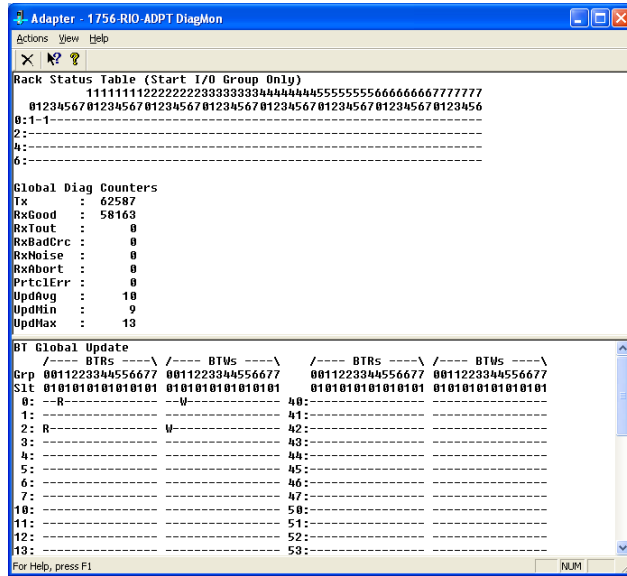 Adapter - 1756-RIO-ADPT DiagMon
Actions View Help
Rack Status Table (Start I/O Group Only)
          11111111222222223333333344444444555555556666666677777777
  0123456701234567012345670123456701234567012345670123456701234 56
0:1-1------------------------------------------------------------
2:---------------------------------------------------------------
4:---------------------------------------------------------------
6:---------------------------------------------------------------
Global Diag Counters
Tx       :  62587
RxGood   :  58163
RxTout   :      0
RxBadCrc :      0
RxNoise  :      0
RxAbort  :      0
PrtclErr :      0
UpdAvg   :     10
UpdMin   :      9
UpdMax   :     13
BT Global Update
    /---- BTRs ----\ /---- BTWs ----\    /---- BTRs ----\ /---- BTWs ----\
Grp 0011223344556677 0011223344556677    0011223344556677 0011223344556677
Slt 0101010101010101 0101010101010101    0101010101010101 0101010101010101
 0: --R------------- --W------------- 40:---------------- ----------------
 1: ---------------- ---------------- 41:---------------- ----------------
 2: R--------------- W--------------- 42:---------------- ----------------
 3: ---------------- ---------------- 43:---------------- ----------------
 4: ---------------- ---------------- 44:---------------- ----------------
 5: ---------------- ---------------- 45:---------------- ----------------
 6: ---------------- ---------------- 46:---------------- ----------------
 7: ---------------- ---------------- 47:---------------- ----------------
10: ---------------- ---------------- 50:---------------- ----------------
11: ---------------- ---------------- 51:---------------- ----------------
12: ---------------- ---------------- 52:---------------- ----------------
13: ---------------- ---------------- 53:---------------- ----------------
For Help, press F1 NUM